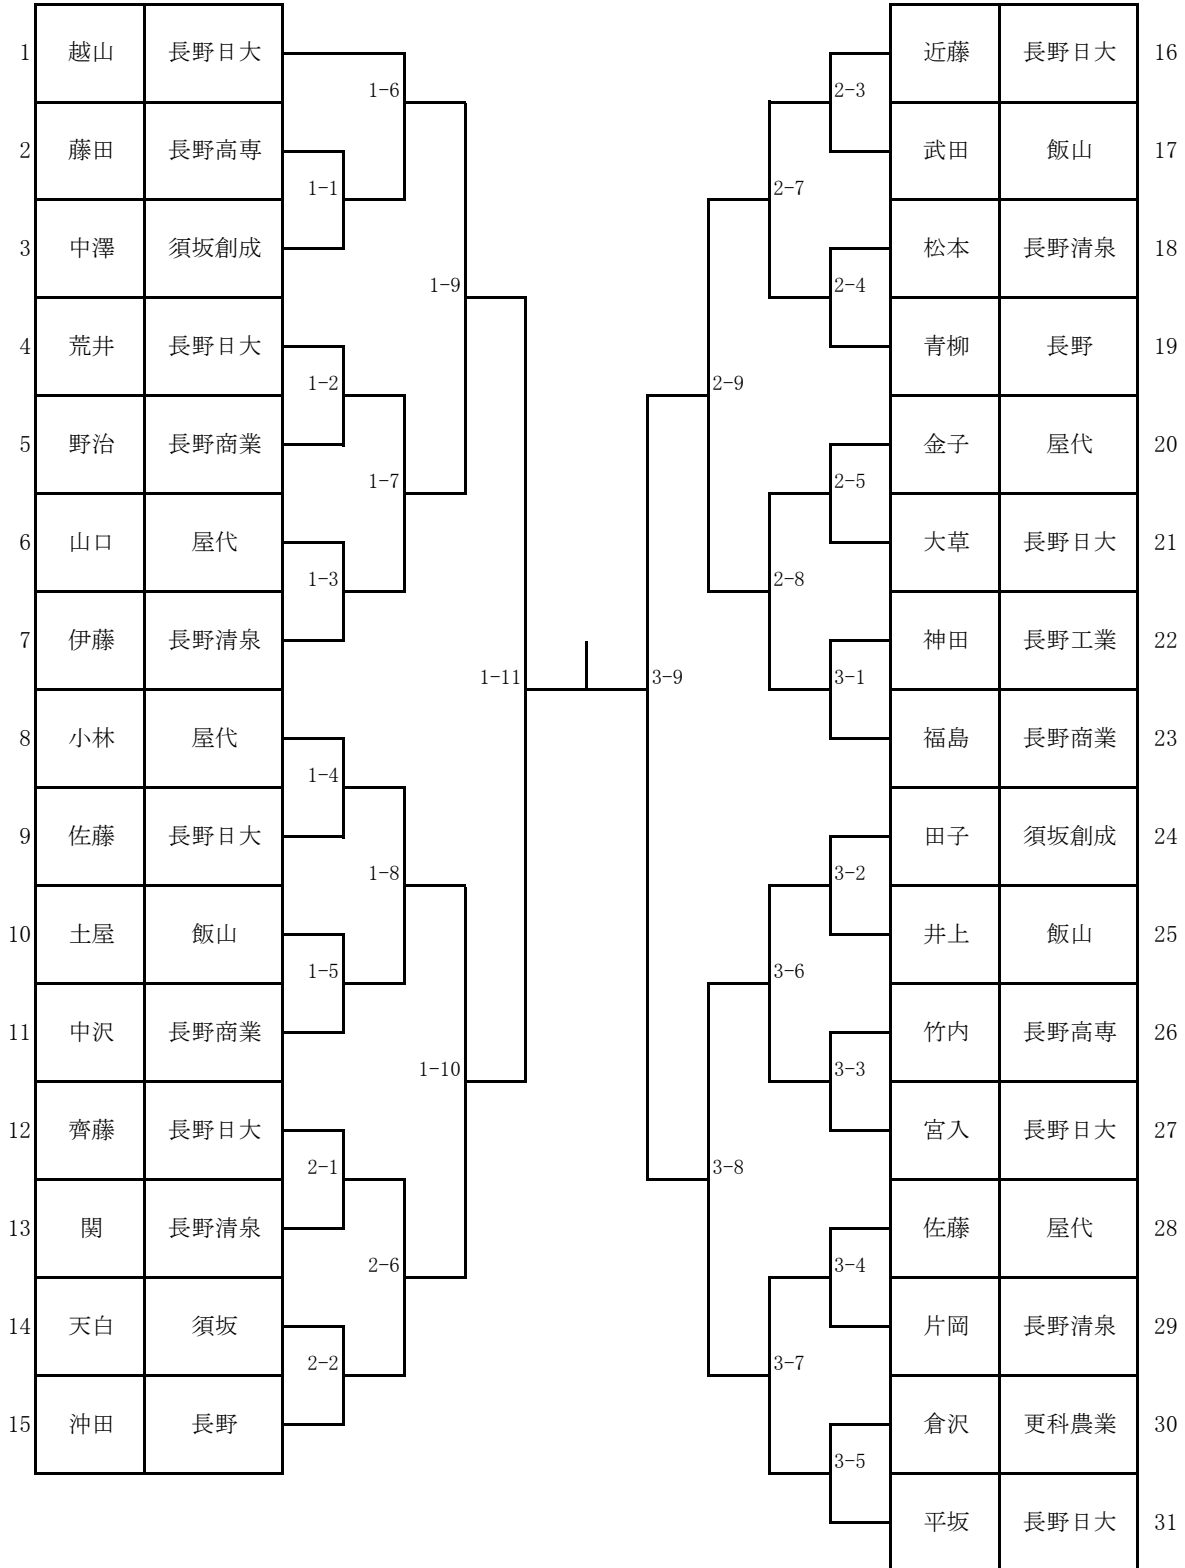 1 越山 長野日大
2 藤田 長野高専
3 中澤 須坂創成
4 荒井 長野日大
5 野治 長野商業
6 山口 屋代
7 伊藤 長野清泉
8 小林 屋代
9 佐藤 長野日大
10 土屋 飯山
11 中沢 長野商業
12 齊藤 長野日大
13 関 長野清泉
14 天白 須坂
15 沖田 長野
1-6
1-1
1-9
1-2
1-7
1-3
1-11
1-4
1-8
1-5
1-10
2-1
2-6
2-2
2-3
2-7
2-4
2-9
2-5
2-8
3-1
3-9
3-2
3-6
3-3
3-8
3-4
3-7
3-5
近藤 長野日大 16
武田 飯山 17
松本 長野清泉 18
青柳 長野 19
金子 屋代 20
大草 長野日大 21
神田 長野工業 22
福島 長野商業 23
田子 須坂創成 24
井上 飯山 25
竹内 長野高専 26
宮入 長野日大 27
佐藤 屋代 28
片岡 長野清泉 29
倉沢 更科農業 30
平坂 長野日大 31